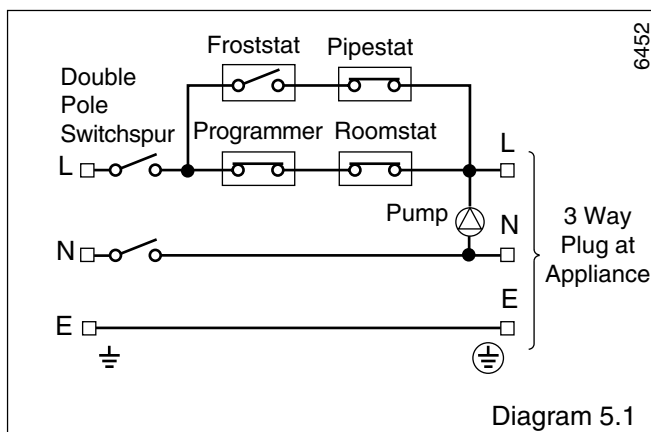 6452
Froststat Pipestat
Double
Pole
Switchspur
Programmer Roomstat
L
L
Pump
N
N
3 Way
Plug at
Appliance
E
E
Diagram 5.1